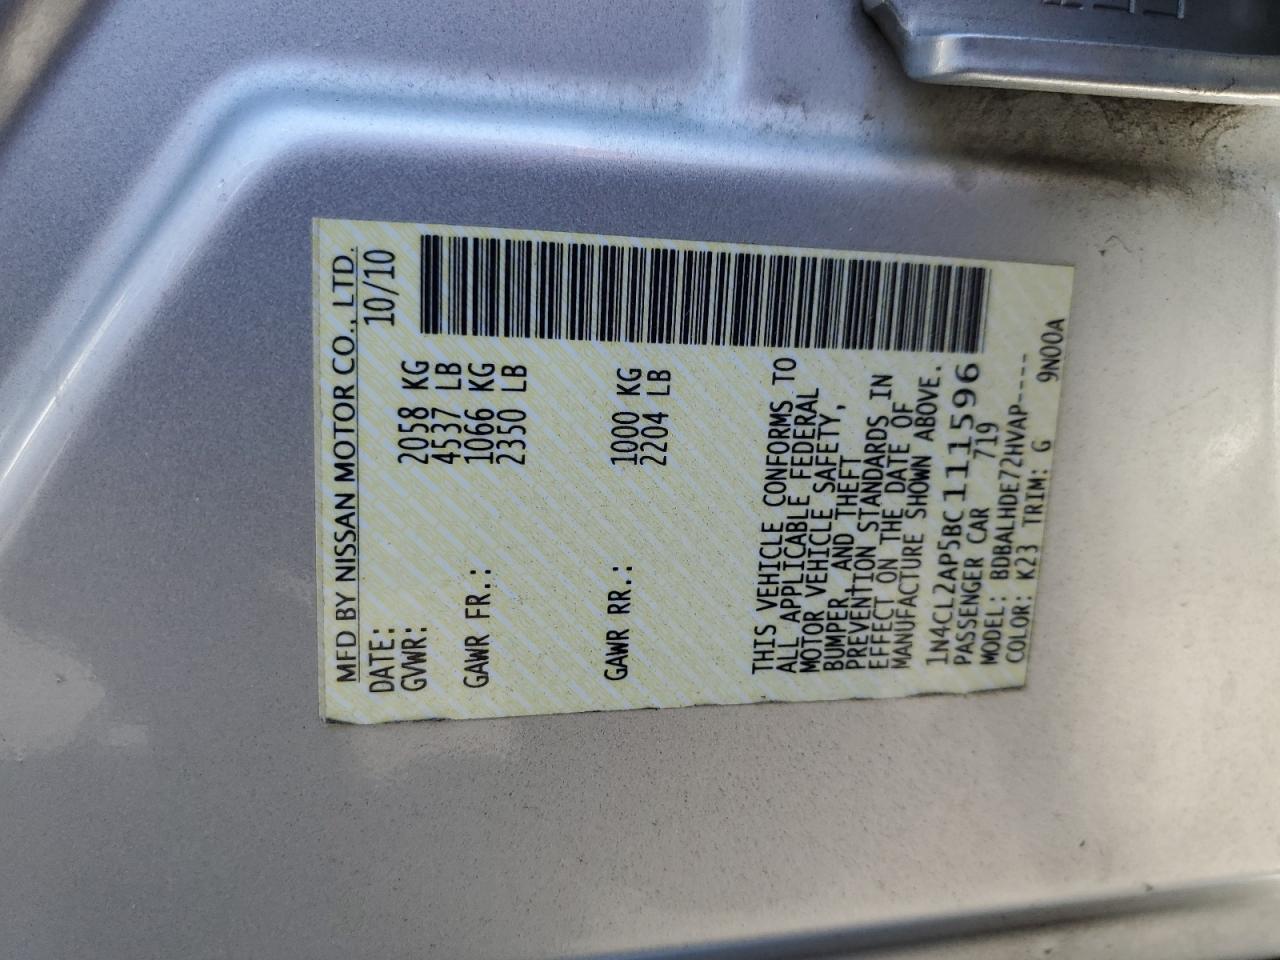 MFD BY NISSAN MOTOR CO., LTD.
DATE: 10/10
GVWR: 2058 KG
4537 LB
GAWR FR.: 1066 KG
2350 LB
GAWR RR.: 1000 KG
2204 LB
THIS VEHICLE CONFORMS TO
ALL APPLICABLE FEDERAL
MOTOR VEHICLE SAFETY,
BUMPER, AND THEFT
PREVENTION STANDARDS IN
EFFECT ON THE DATE OF
MANUFACTURE SHOWN ABOVE.
1N4CL2AP5BC111596
PASSENGER CAR 719
MODEL: BDBALHDE72HVAP----
COLOR: K23 TRIM: G 9N00A